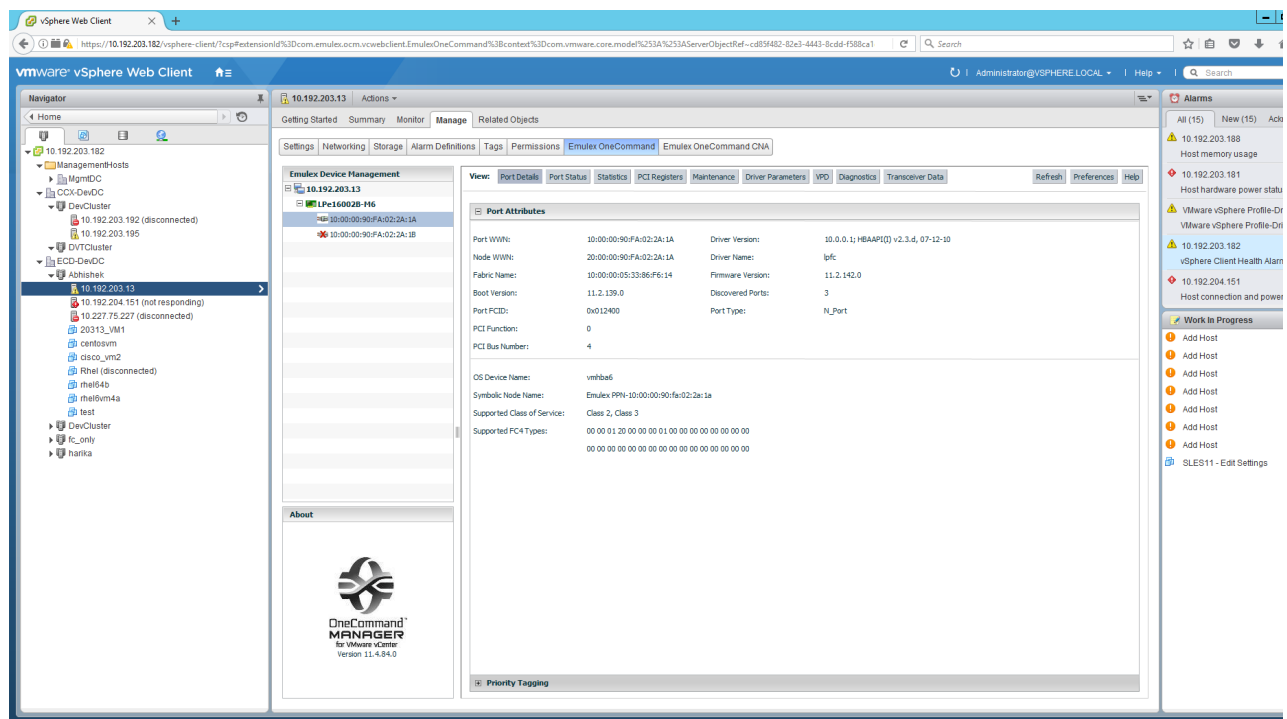 vSphere Web Client
https://10.192.203.182/vsphere-client/?csp#extensionId%3Dcom.emulex.ocm.vcwebclient.EmulexOneCommand%3Bcontext%3Dcom.vmware.core.model%253A%253AServerObjectRef~cd85f482-82e3-4443-8cdd-f588ca1
Search
vmware® vSphere Web Client
Administrator@VSPHERE.LOCAL
Help
Search
Navigator
Home
10.192.203.182
ManagementHosts
MgmtDC
CCX-DevDC
DevCluster
10.192.203.192 (disconnected)
10.192.203.195
DVTCluster
ECD-DevDC
Abhishek
10.192.203.13
10.192.204.151 (not responding)
10.227.75.227 (disconnected)
20313_VM1
centosvm
cisco_vm2
Rhel (disconnected)
rhel64b
rhel6vm4a
test
DevCluster
fc_only
harika
10.192.203.13 Actions
Getting Started Summary Monitor Manage Related Objects
Settings Networking Storage Alarm Definitions Tags Permissions Emulex OneCommand Emulex OneCommand CNA
Emulex Device Management
10.192.203.13
LPe16002B-M6
10:00:00:90:FA:02:2A:1A
10:00:00:90:FA:02:2A:1B
About
OneCommand™
MANAGER
for VMware vCenter
Version 11.4.84.0
View: Port Details Port Status Statistics PCI Registers Maintenance Driver Parameters VPD Diagnostics Transceiver Data Refresh Preferences Help
Port Attributes
Port WWN: 10:00:00:90:FA:02:2A:1A Driver Version: 10.0.0.1; HBAAPI(I) v2.3.d, 07-12-10
Node WWN: 20:00:00:90:FA:02:2A:1A Driver Name: lpfc
Fabric Name: 10:00:00:05:33:86:F6:14 Firmware Version: 11.2.142.0
Boot Version: 11.2.139.0 Discovered Ports: 3
Port FCID: 0x012400 Port Type: N_Port
PCI Function: 0
PCI Bus Number: 4
OS Device Name: vmhba6
Symbolic Node Name: Emulex PPN-10:00:00:90:fa:02:2a:1a
Supported Class of Service: Class 2, Class 3
Supported FC4 Types: 00 00 01 20 00 00 00 01 00 00 00 00 00 00 00 00
00 00 00 00 00 00 00 00 00 00 00 00 00 00 00 00
Priority Tagging
Alarms
All (15) New (15) Ack
10.192.203.188
Host memory usage
10.192.203.181
Host hardware power statu
VMware vSphere Profile-Dri
VMware vSphere Profile-Dri
10.192.203.182
vSphere Client Health Alarm
10.192.204.151
Host connection and power
Work In Progress
Add Host
Add Host
Add Host
Add Host
Add Host
Add Host
Add Host
SLES11 - Edit Settings